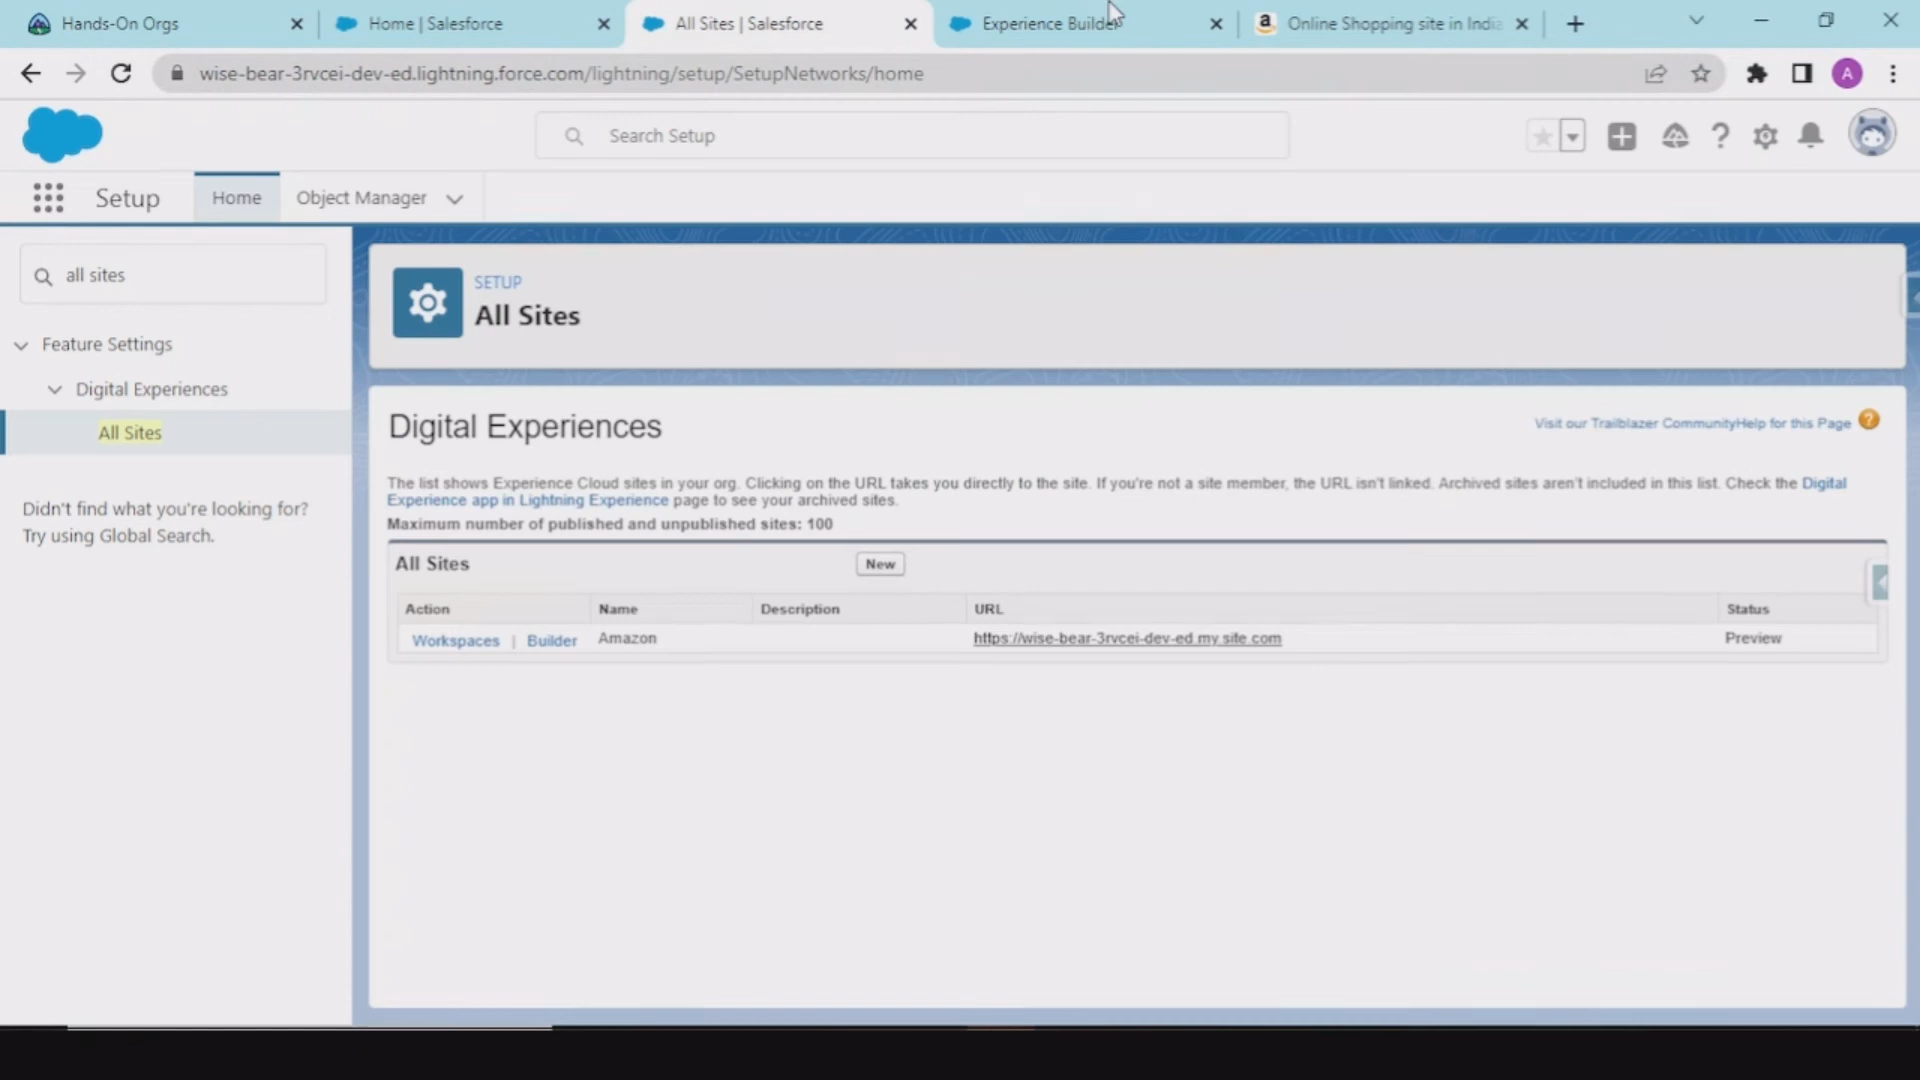 Hands-On Orgs
Home | Salesforce
All Sites | Salesforce
Experience Builder
Online Shopping site in India
wise-bear-3rvcei-dev-ed.lightning.force.com/lightning/setup/SetupNetworks/home
A
Search Setup
Setup
Home
Object Manager
all sites
Feature Settings
Digital Experiences
All Sites
Didn't find what you're looking for?
Try using Global Search.
SETUP
All Sites
Digital Experiences
Visit our Trailblazer CommunityHelp for this Page
The list shows Experience Cloud sites in your org. Clicking on the URL takes you directly to the site. If you're not a site member, the URL isn't linked. Archived sites aren't included in this list. Check the Digital
Experience app in Lightning Experience page to see your archived sites.
Maximum number of published and unpublished sites: 100
All Sites
New
Action Name Description URL Status
Workspaces | Builder Amazon https://wise-bear-3rvcei-dev-ed.my.site.com Preview